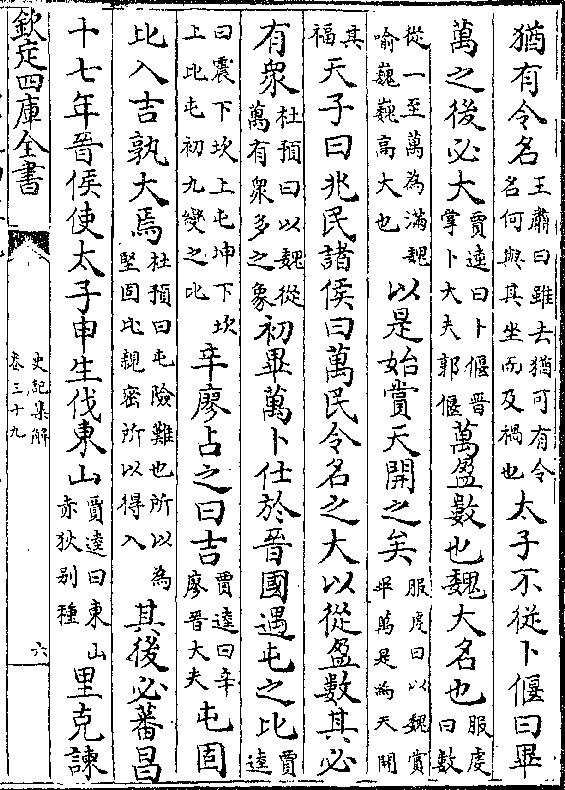 猶有令名王肅曰雖去猶可有令名何與其坐而及禍也太子不從卜偃曰畢
萬之後必大賈逵曰卜偃晉掌卜大夫郭偃萬盈數也魏大名也服虔曰數
從一至萬為滿魏喻巍巍高大也以是始賞天開之矣服虔曰以魏賞畢萬是為天開
其福天子曰兆民諸侯曰萬民令名之大以從盈數其必
有衆杜預曰以魏從萬有衆多之象初畢萬卜仕於晉國遇屯之比賈逵
曰震下坎上屯坤下坎上比屯初九變之比辛廖占之曰吉賈逵曰辛廖晉大夫屯固
比入吉孰大焉杜預曰屯險難也所以為堅固比親密所以得入其後必蕃昌
十七年晉侯使太子申生伐東山賈逵曰東山赤狄别種里克諫
欽定四庫全書
史記集解
卷三十九
六